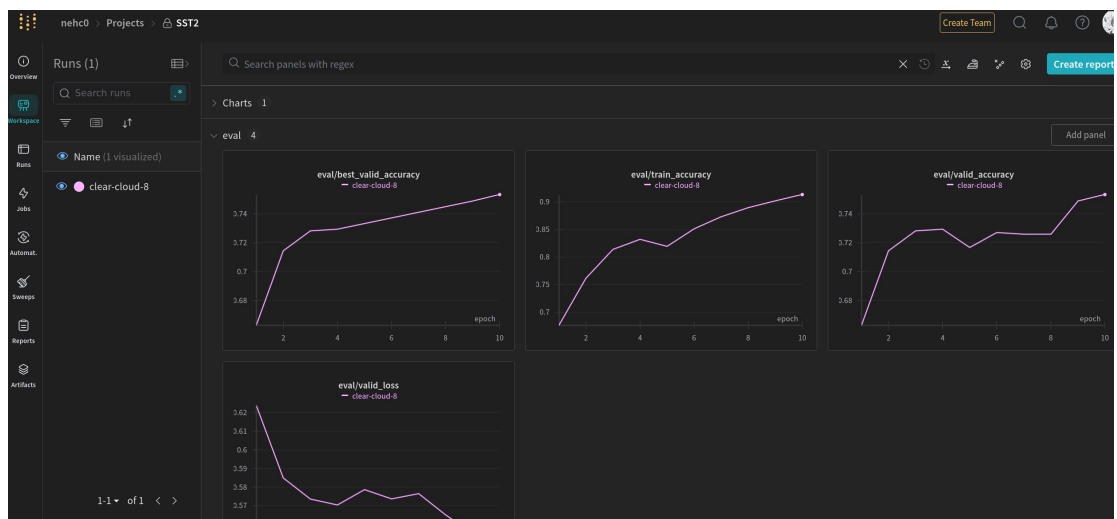 nehc0 > Projects > SST2
Create Team
Overview
Workspace
Runs
Jobs
Automat.
Sweeps
Reports
Artifacts
Runs (1)
Search runs
.*
Name (1 visualized)
clear-cloud-8
1-1 of 1 < >
Search panels with regex
Create report
Charts 1
eval 4
Add panel
eval/best_valid_accuracy
clear-cloud-8
0.74
0.72
0.7
0.68
epoch
2 4 6 8 10
eval/train_accuracy
clear-cloud-8
0.9
0.85
0.8
0.75
0.7
epoch
2 4 6 8 10
eval/valid_accuracy
clear-cloud-8
0.74
0.72
0.7
0.68
epoch
2 4 6 8 10
eval/valid_loss
clear-cloud-8
0.62
0.61
0.6
0.59
0.58
0.57